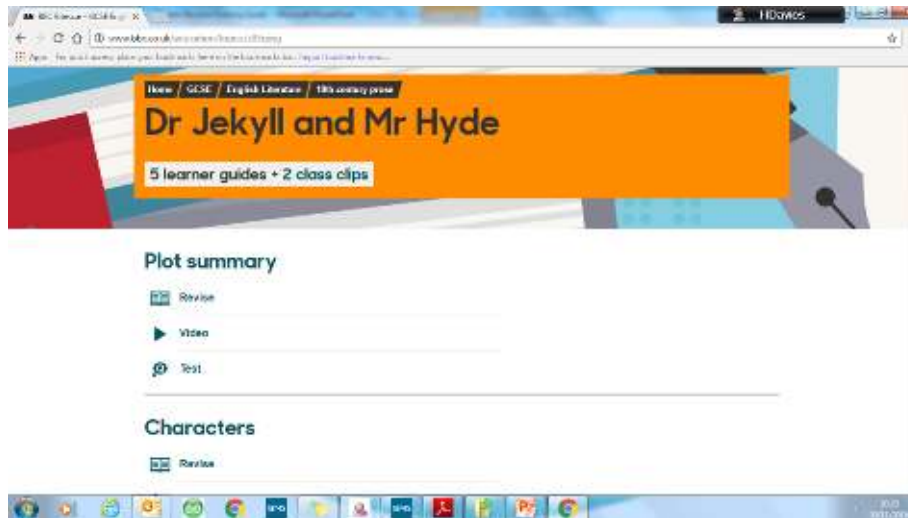 HDavies
Home / GCSE / English Literature / 19th century prose
Dr Jekyll and Mr Hyde
5 learner guides + 2 class clips
Plot summary
Revise
Video
Test
Characters
Revise